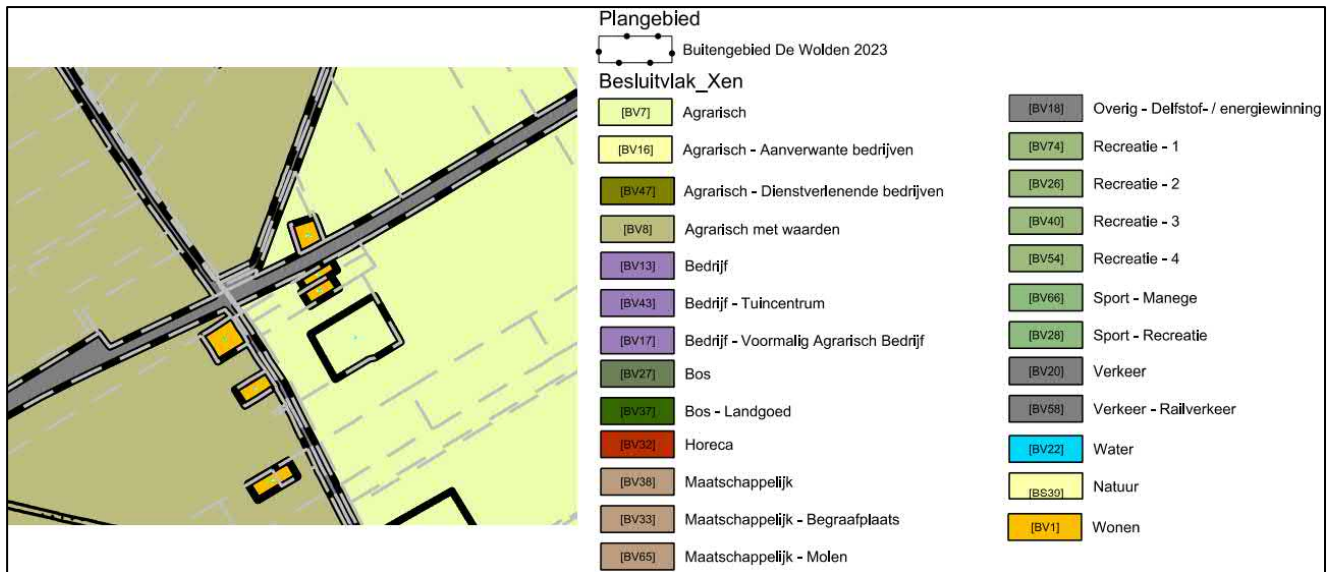 Plangebied
Buitengebied De Wolden 2023
Besluitvlak_Xen
[BV7] Agrarisch
[BV16] Agrarisch - Aanverwante bedrijven
[BV47] Agrarisch - Dienstverlenende bedrijven
[BV8] Agrarisch met waarden
[BV13] Bedrijf
[BV43] Bedrijf - Tuincentrum
[BV17] Bedrijf - Voormalig Agrarisch Bedrijf
[BV27] Bos
[BV37] Bos - Landgoed
[BV32] Horeca
[BV38] Maatschappelijk
[BV33] Maatschappelijk - Begraafplaats
[BV65] Maatschappelijk - Molen
[BV18] Overig - Delfstof- / energiewinning
[BV74] Recreatie - 1
[BV26] Recreatie - 2
[BV40] Recreatie - 3
[BV54] Recreatie - 4
[BV66] Sport - Manege
[BV28] Sport - Recreatie
[BV20] Verkeer
[BV58] Verkeer - Railverkeer
[BV22] Water
[BS39] Natuur
[BV1] Wonen